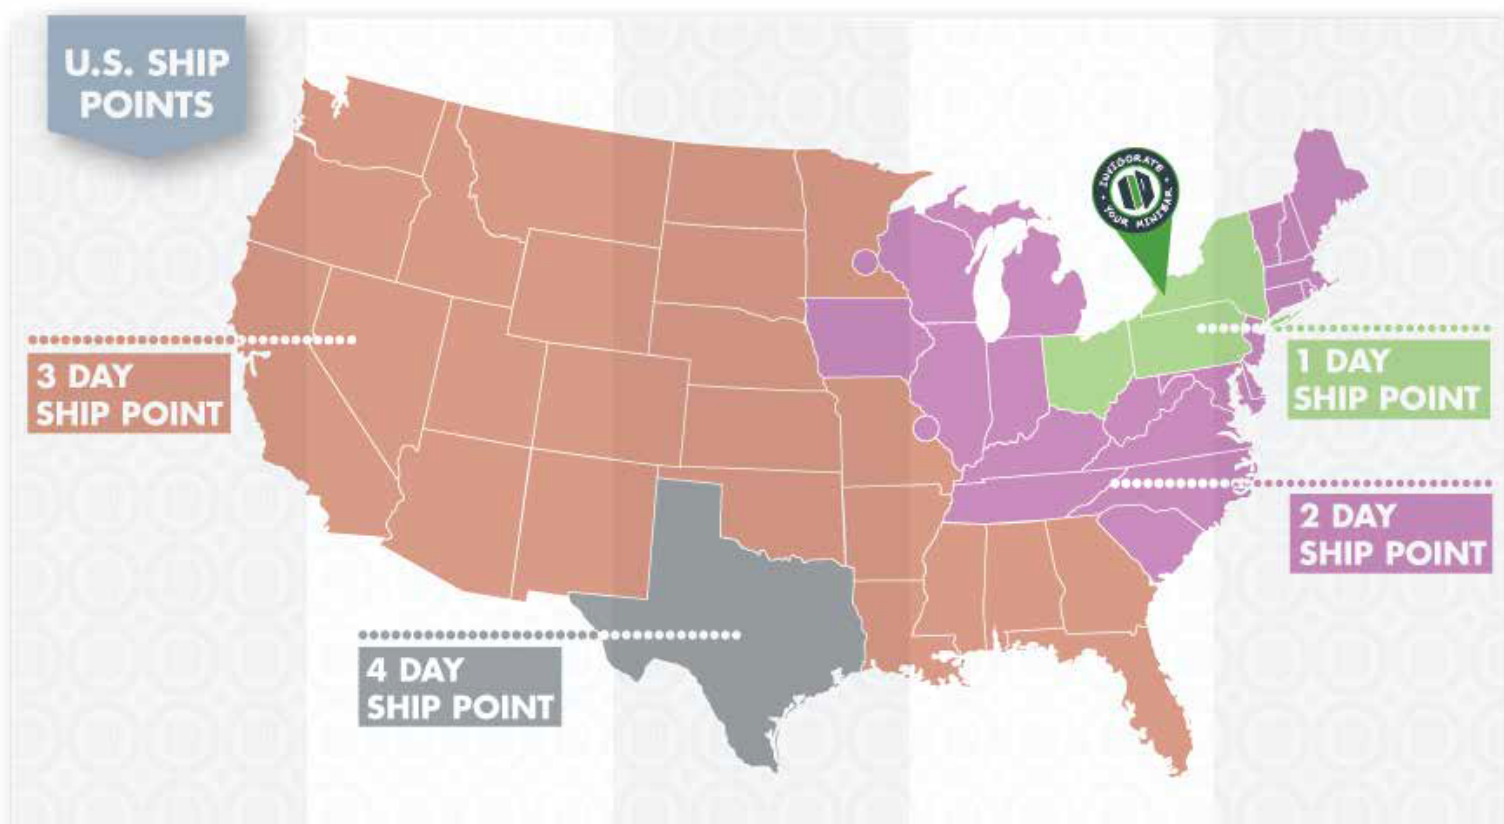 U.S. SHIP
POINTS
INVIGORATE
YOUR MINIBAR
3 DAY
SHIP POINT
1 DAY
SHIP POINT
2 DAY
SHIP POINT
4 DAY
SHIP POINT